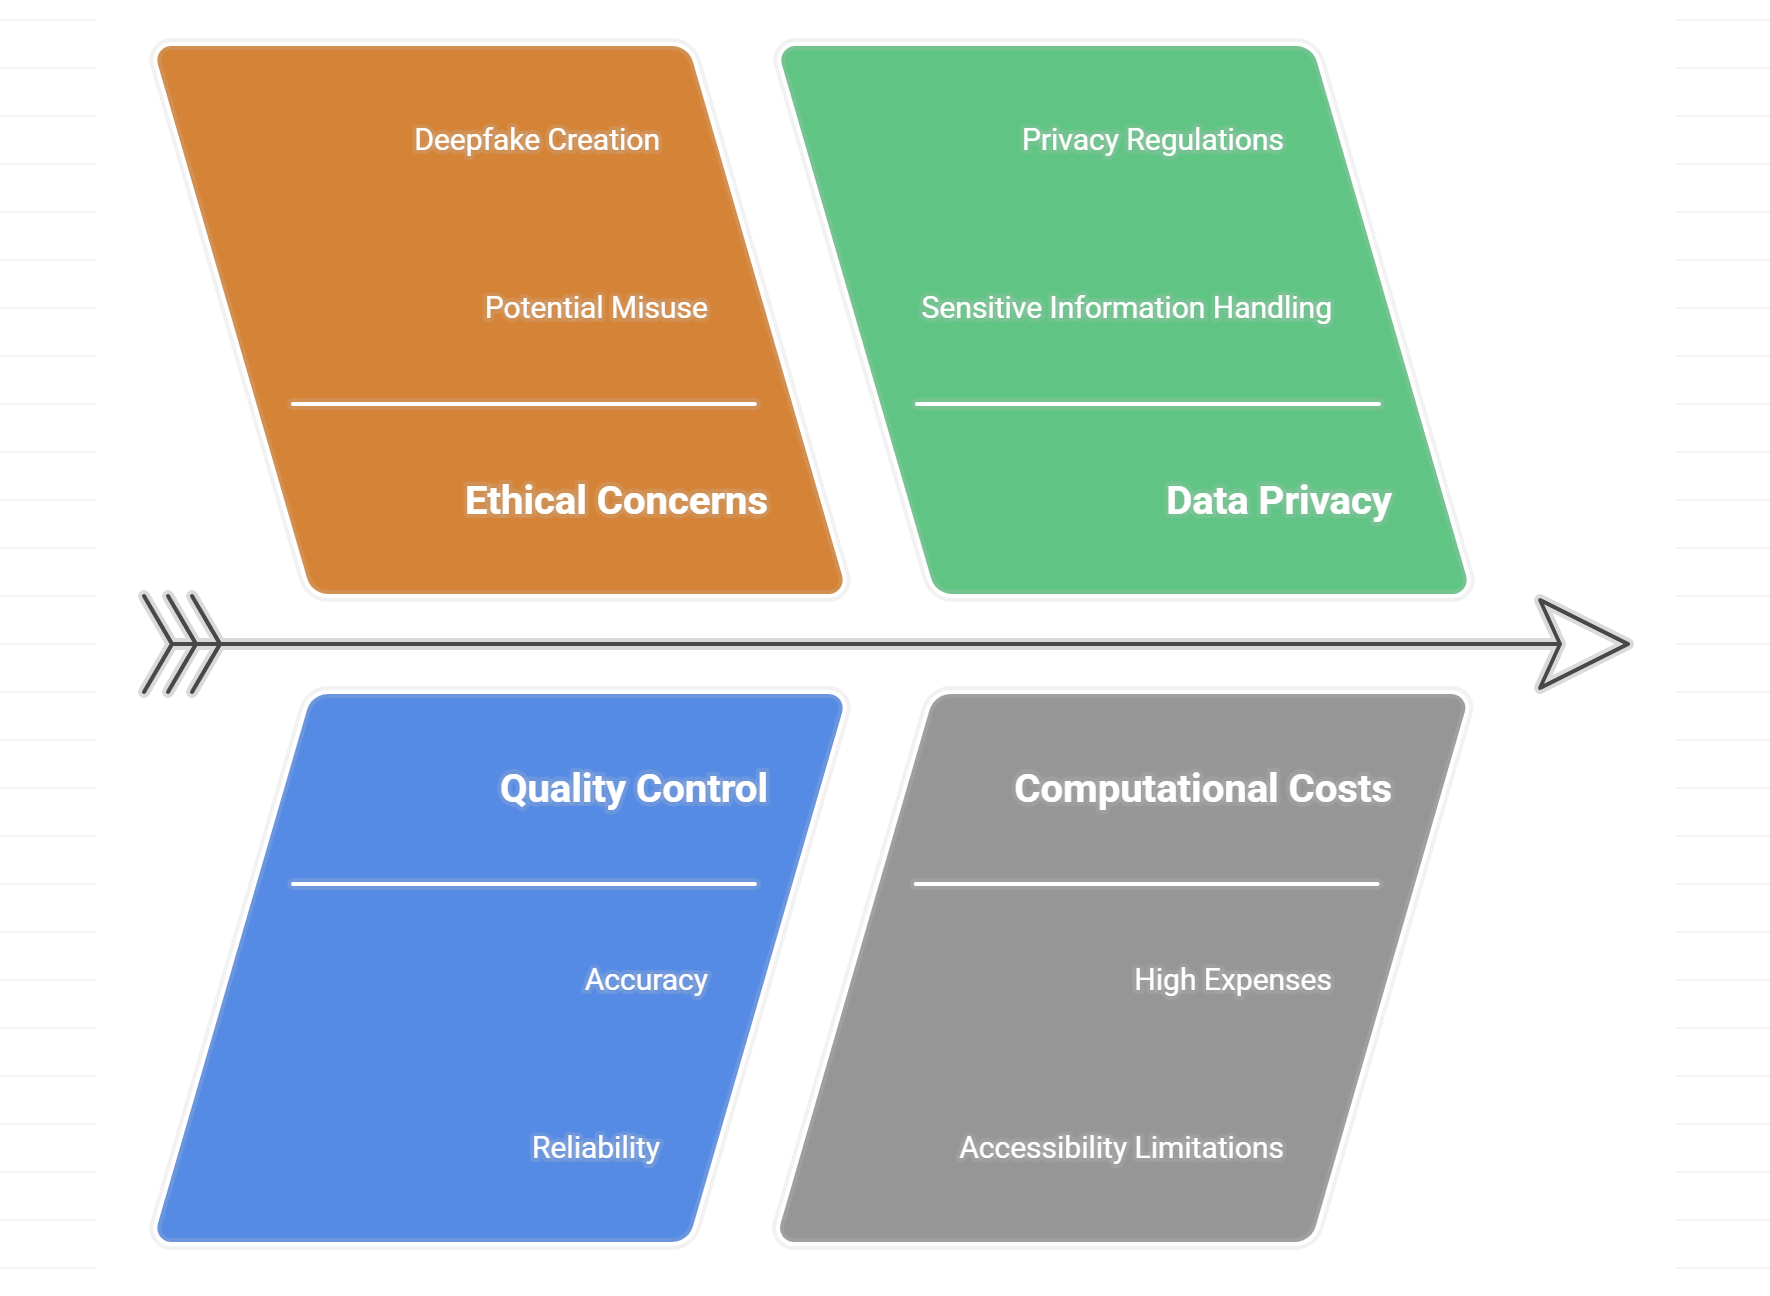 Deepfake Creation
Potential Misuse
Ethical Concerns
Privacy Regulations
Sensitive Information Handling
Data Privacy
Quality Control
Accuracy
Reliability
Computational Costs
High Expenses
Accessibility Limitations